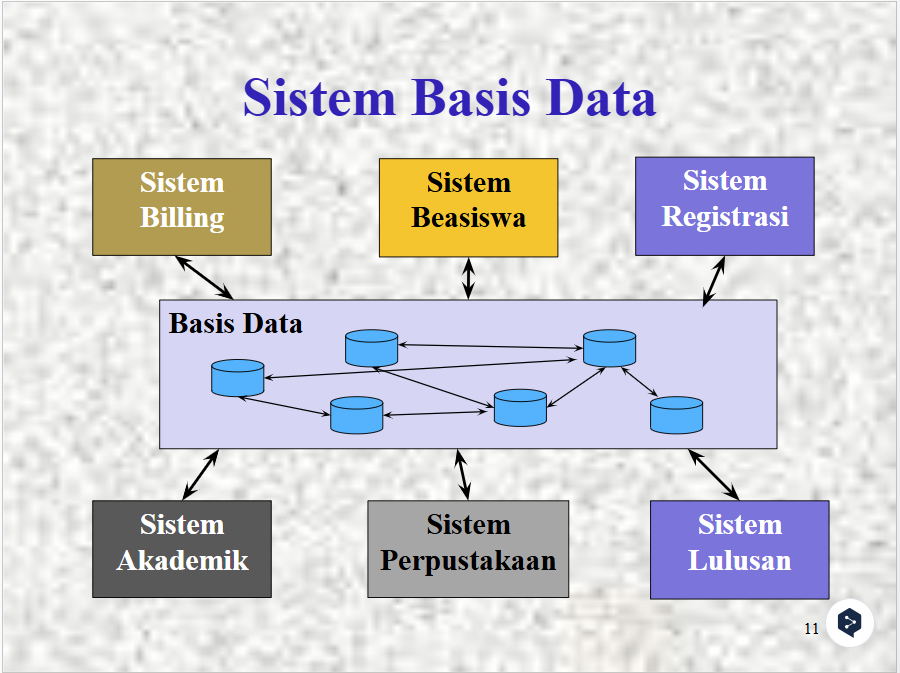 Sistem Basis Data
Sistem
Billing
Sistem
Beasiswa
Sistem
Registrasi
Basis Data
Sistem
Akademik
Sistem
Perpustakaan
Sistem
Lulusan
11